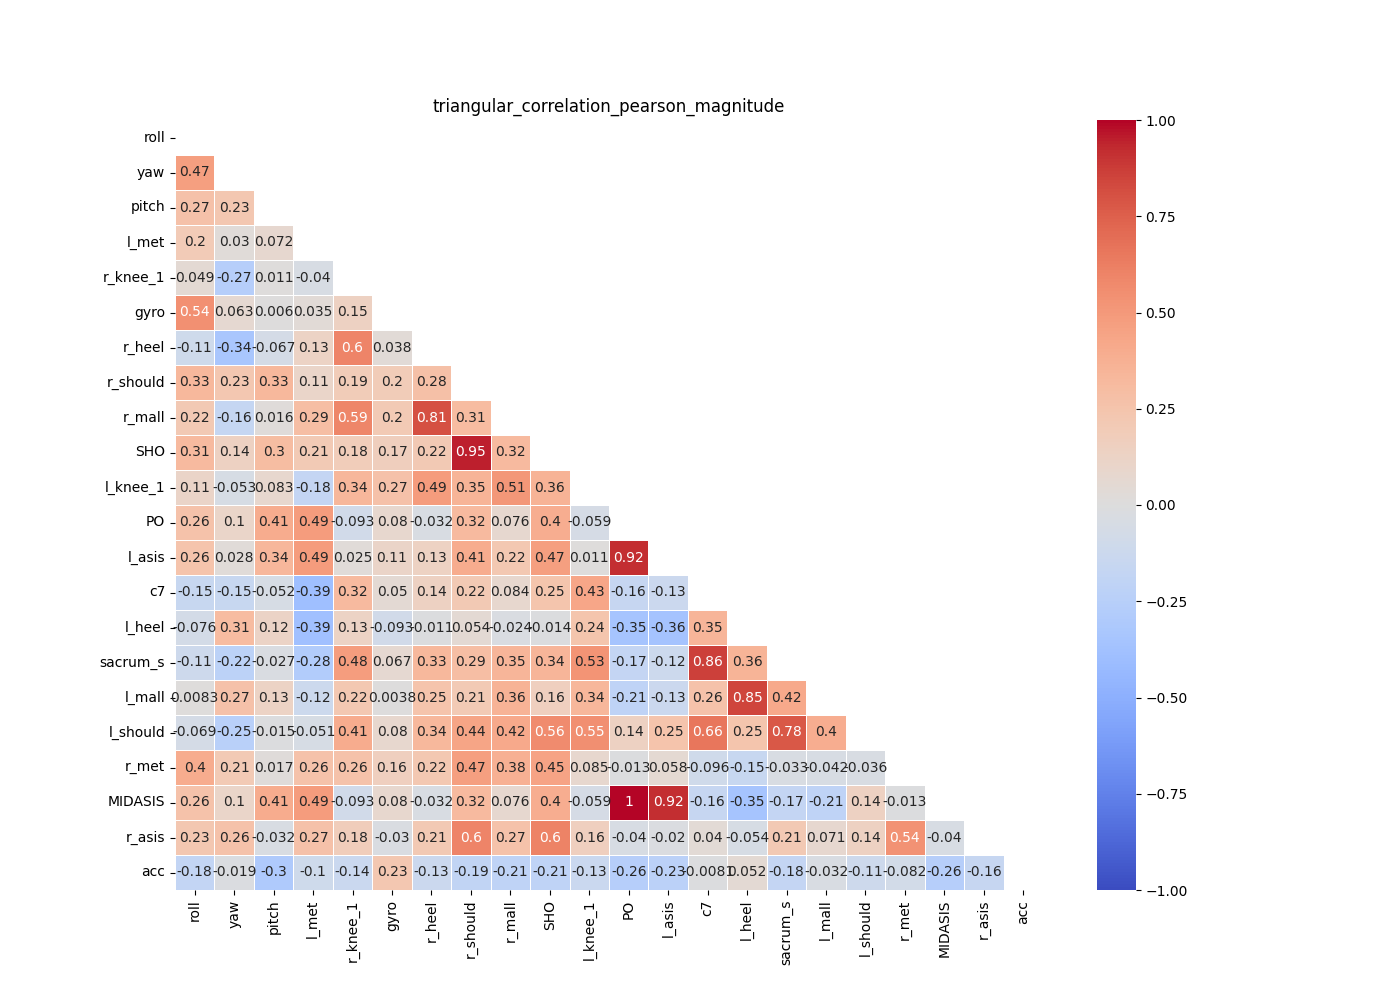 triangular_correlation_pearson_magnitude
1.00
roll
yaw 0.47
pitch 0.27 0.23
0.75
l_met 0.2 0.03 0.072
r_knee_1 0.049 -0.27 0.011 -0.04
gyro 0.54 0.063 0.006 0.035 0.15
0.50
r_heel -0.11 -0.34 -0.067 0.13 0.6 0.038
r_should 0.33 0.23 0.33 0.11 0.19 0.2 0.28
0.25
r_mall 0.22 -0.16 0.016 0.29 0.59 0.2 0.81 0.31
SHO 0.31 0.14 0.3 0.21 0.18 0.17 0.22 0.95 0.32
l_knee_1 0.11 -0.053 0.083 -0.18 0.34 0.27 0.49 0.35 0.51 0.36
0.00
PO 0.26 0.1 0.41 0.49 -0.093 0.08 -0.032 0.32 0.076 0.4 -0.059
l_asis 0.26 0.028 0.34 0.49 0.025 0.11 0.13 0.41 0.22 0.47 0.011 0.92
c7 -0.15 -0.15 -0.052 -0.39 0.32 0.05 0.14 0.22 0.084 0.25 0.43 -0.16 -0.13
−0.25
l_heel -0.076 0.31 0.12 -0.39 0.13 -0.093 -0.011 0.054 -0.024 -0.014 0.24 -0.35 -0.36 0.35
sacrum_s -0.11 -0.22 -0.027 -0.28 0.48 0.067 0.33 0.29 0.35 0.34 0.53 -0.17 -0.12 0.86 0.36
−0.50
l_mall -0.0083 0.27 0.13 -0.12 0.22 0.0038 0.25 0.21 0.36 0.16 0.34 -0.21 -0.13 0.26 0.85 0.42
l_should -0.069 -0.25 -0.015 -0.051 0.41 0.08 0.34 0.44 0.42 0.56 0.55 0.14 0.25 0.66 0.25 0.78 0.4
r_met 0.4 0.21 0.017 0.26 0.26 0.16 0.22 0.47 0.38 0.45 0.085 -0.013 0.058 -0.096 -0.15 -0.033 -0.042 -0.036
−0.75
MIDASIS 0.26 0.1 0.41 0.49 -0.093 0.08 -0.032 0.32 0.076 0.4 -0.059 1 0.92 -0.16 -0.35 -0.17 -0.21 0.14 -0.013
r_asis 0.23 0.26 -0.032 0.27 0.18 -0.03 0.21 0.6 0.27 0.6 0.16 -0.04 -0.02 0.04 -0.054 0.21 0.071 0.14 0.54 -0.04
acc -0.18 -0.019 -0.3 -0.1 -0.14 0.23 -0.13 -0.19 -0.21 -0.21 -0.13 -0.26 -0.23 -0.0081 0.052 -0.18 -0.032 -0.11 -0.082 -0.26 -0.16
−1.00
roll yaw pitch l_met r_knee_1 gyro r_heel r_should r_mall SHO l_knee_1 PO l_asis c7 l_heel sacrum_s l_mall l_should r_met MIDASIS r_asis acc